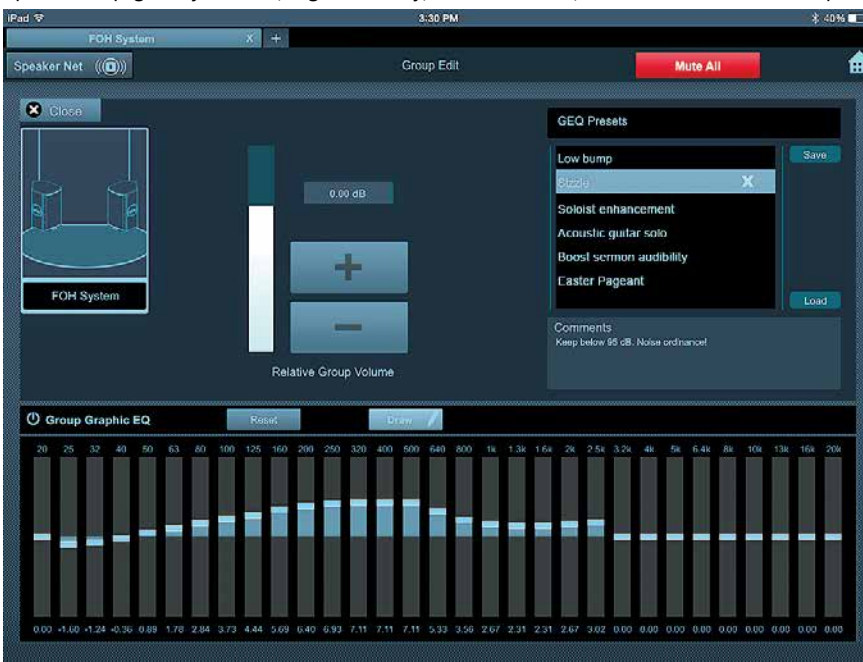 iPad 3:30 PM 40%
FOH System X +
Speaker Net Group Edit Mute All
Close
GEQ Presets
Low bump Save
Sizzle X
0.00 dB
Soloist enhancement
Acoustic guitar solo
Boost sermon audibility
Easter Pageant
FOH System Load
Comments
Keep below 95 dB. Noise ordinance!
Relative Group Volume
Group Graphic EQ Reset Draw
20 25 32 40 50 63 80 100 125 160 200 250 320 400 500 640 800 1k 1.3k 1.6k 2k 2.5k 3.2k 4k 5k 6.4k 8k 10k 13k 16k 20k
0.00 -1.60 -1.24 -0.36 0.89 1.78 2.84 3.73 4.44 5.69 6.40 6.93 7.11 7.11 7.11 5.33 3.56 2.67 2.31 2.31 2.67 3.02 0.00 0.00 0.00 0.00 0.00 0.00 0.00 0.00 0.00